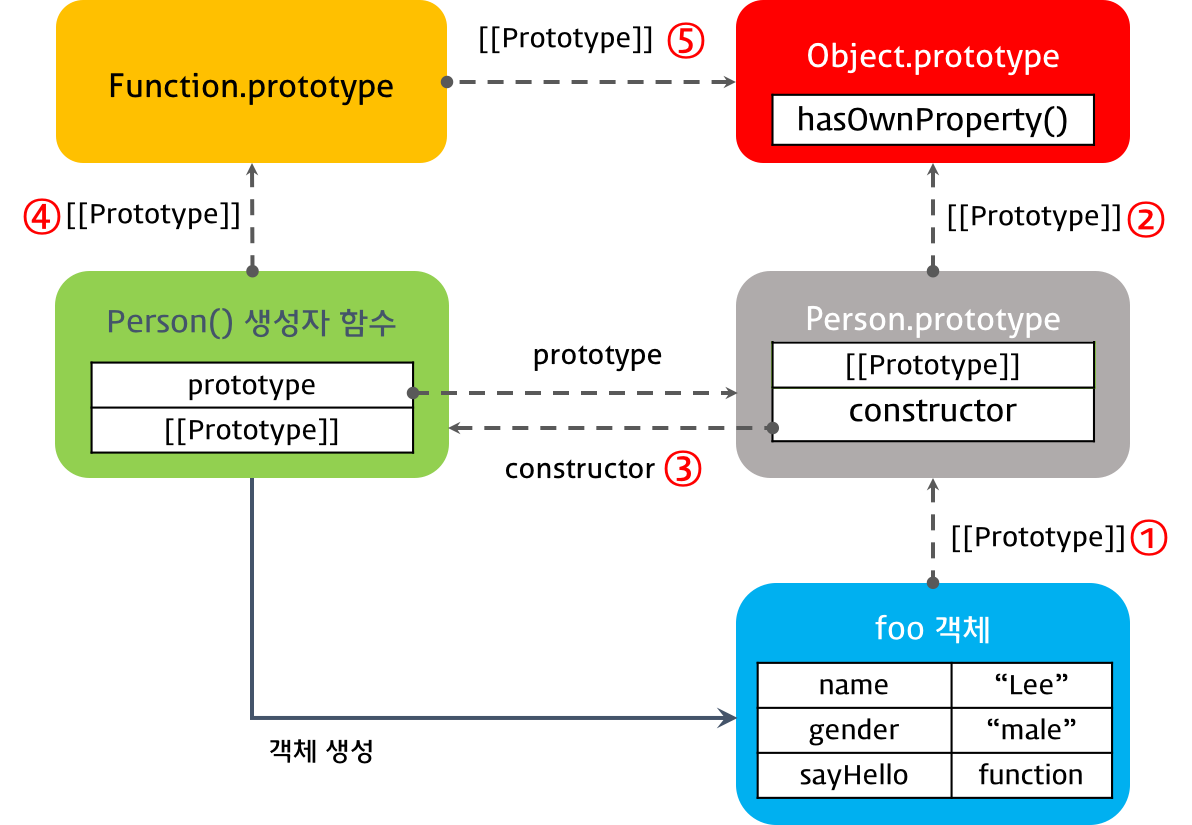 [[Prototype]] ⑤
Function.prototype
Object.prototype
hasOwnProperty()
④ [[Prototype]]
[[Prototype]] ②
Person() 생성자 함수
prototype
[[Prototype]]
prototype
constructor ③
Person.prototype
[[Prototype]]
constructor
[[Prototype]] ①
foo 객체
name “Lee”
gender “male”
sayHello function
객체 생성